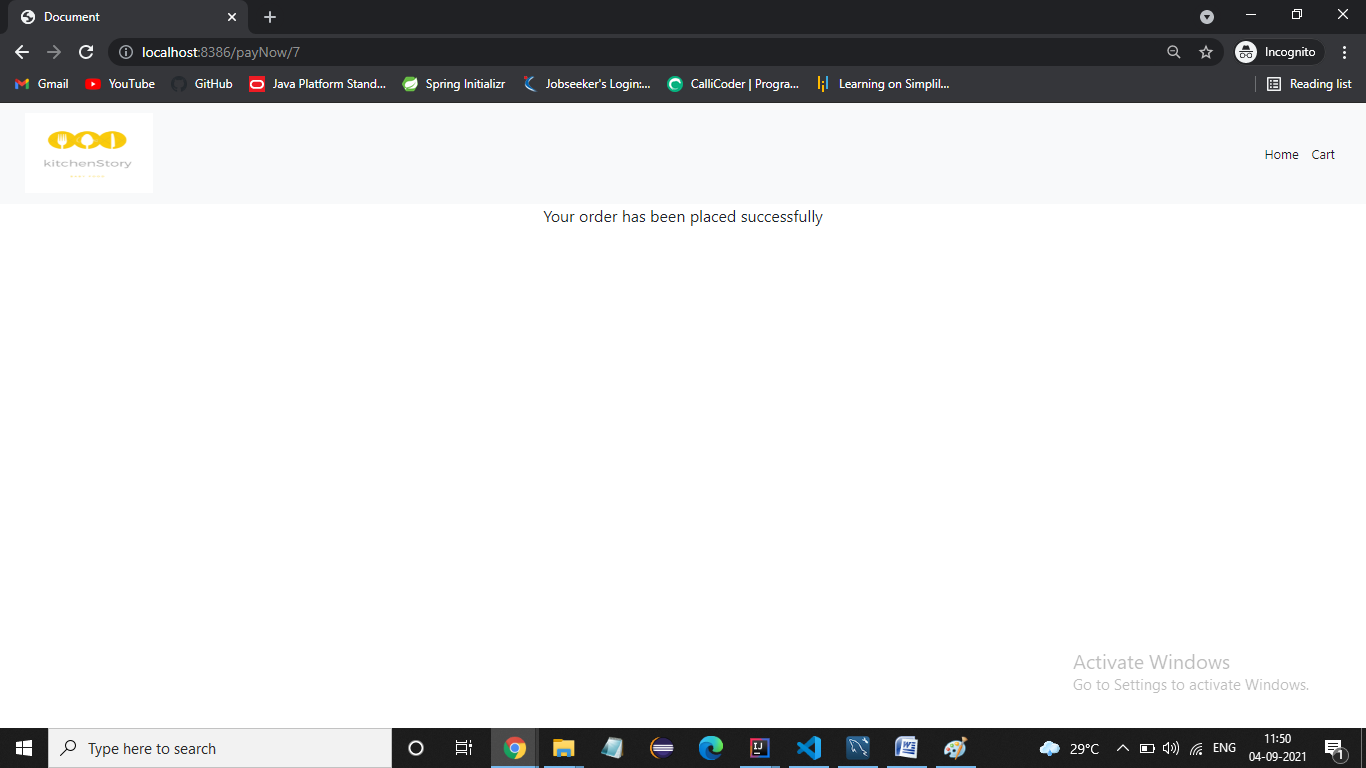 Document
localhost:8386/payNow/7
Incognito
Gmail YouTube GitHub Java Platform Stand... Spring Initializr Jobseeker's Login:... CalliCoder | Progra... Learning on Simplil... Reading list
kitchenStory
Home Cart
Your order has been placed successfully
Activate Windows
Go to Settings to activate Windows.
Type here to search
29°C
ENG
11:50
04-09-2021
1